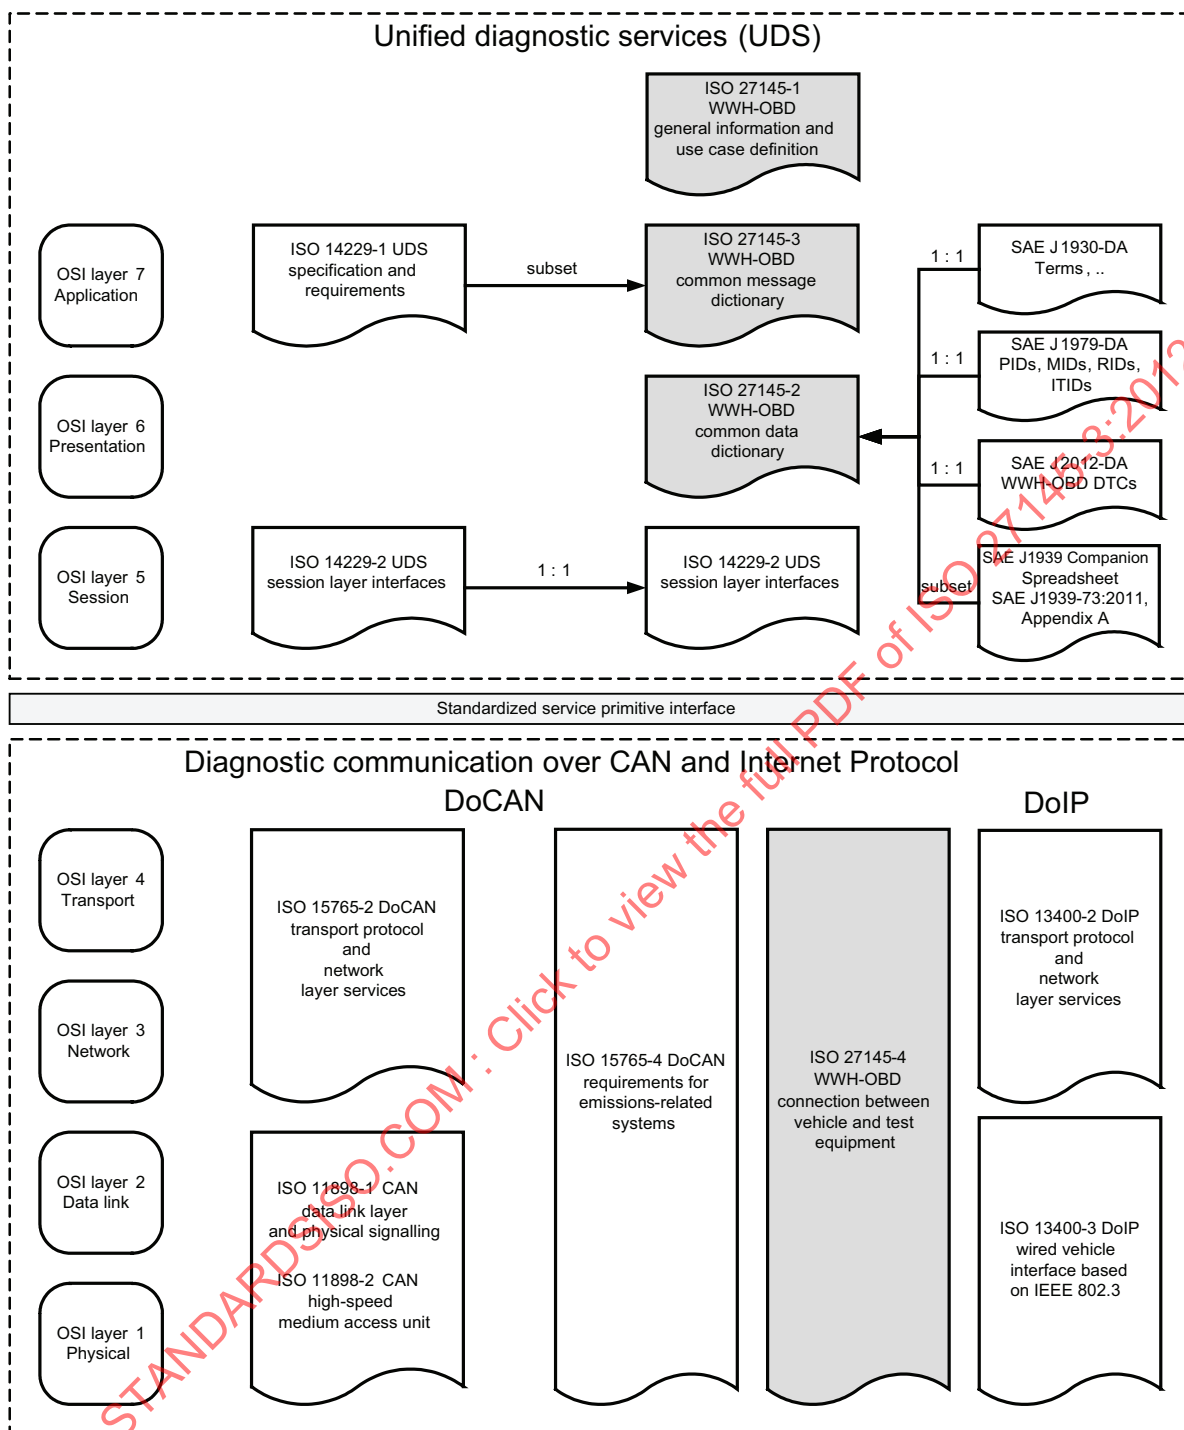 Unified diagnostic services (UDS)
ISO 27145-1
WWH-OBD
general information and
use case definition
OSI layer 7
Application
ISO 14229-1 UDS
specification and
requirements
subset
ISO 27145-3
WWH-OBD
common message
dictionary
1 : 1
SAE J1930-DA
Terms, ..
1 : 1
SAE J1979-DA
PIDs, MIDs, RIDs,
ITIDs
OSI layer 6
Presentation
ISO 27145-2
WWH-OBD
common data
dictionary
1 : 1
SAE J2012-DA
WWH-OBD DTCs
OSI layer 5
Session
ISO 14229-2 UDS
session layer interfaces
1 : 1
ISO 14229-2 UDS
session layer interfaces
subset
SAE J1939 Companion
Spreadsheet
SAE J1939-73:2011,
Appendix A
Standardized service primitive interface
Diagnostic communication over CAN and Internet Protocol
DoCAN
DoIP
OSI layer 4
Transport
OSI layer 3
Network
ISO 15765-2 DoCAN
transport protocol
and
network
layer services
ISO 15765-4 DoCAN
requirements for
emissions-related
systems
ISO 27145-4
WWH-OBD
connection between
vehicle and test
equipment
ISO 13400-2 DoIP
transport protocol
and
network
layer services
OSI layer 2
Data link
OSI layer 1
Physical
ISO 11898-1 CAN
data link layer
and physical signalling
ISO 11898-2 CAN
high-speed
medium access unit
ISO 13400-3 DoIP
wired vehicle
interface based
on IEEE 802.3
STANDARDSISO.COM : Click to view the full PDF of ISO 27145-3:2012